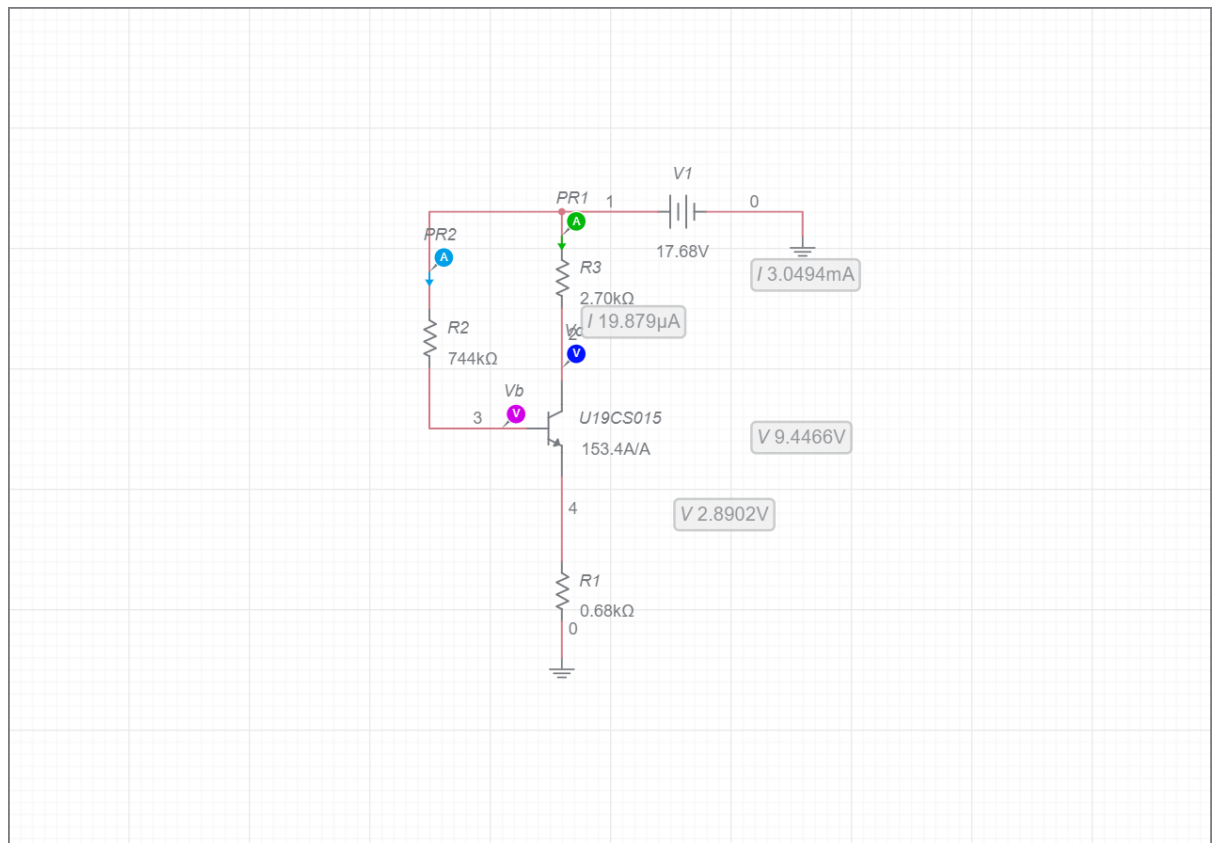 V1
PR1
1
0
PR2
17.68V
R3
I 3.0494mA
2.70kΩ
I 19.879µA
R2
2
744kΩ
Vb
3
U19CS015
V 9.4466V
153.4A/A
4
V 2.8902V
R1
0.68kΩ
0
A
A
V
V